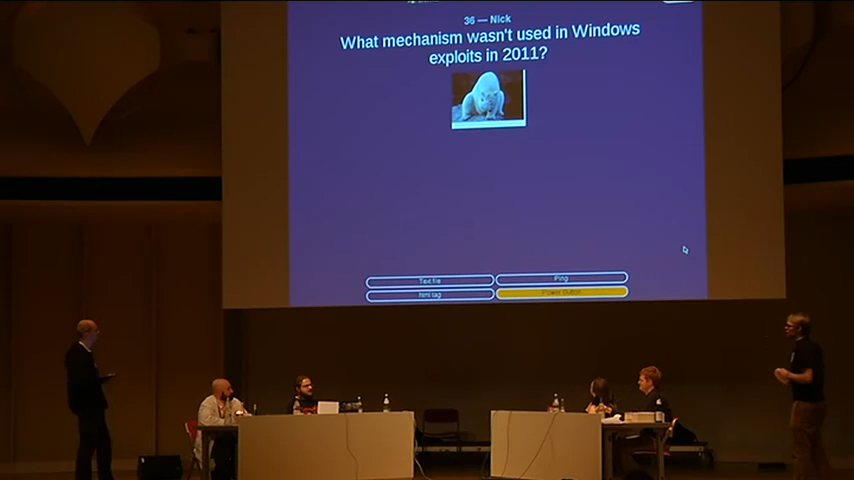 36 — Nick
What mechanism wasn't used in Windows
exploits in 2011?
Text file
Ping
html tag
Power Button